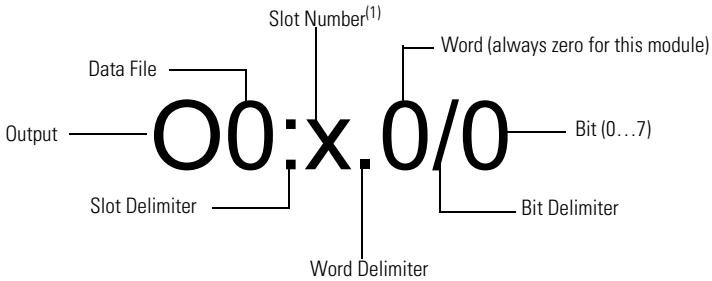 Slot Number(1)
Word (always zero for this module)
Data File
Output
O0:x.0/0
Bit (0…7)
Slot Delimiter
Bit Delimiter
Word Delimiter